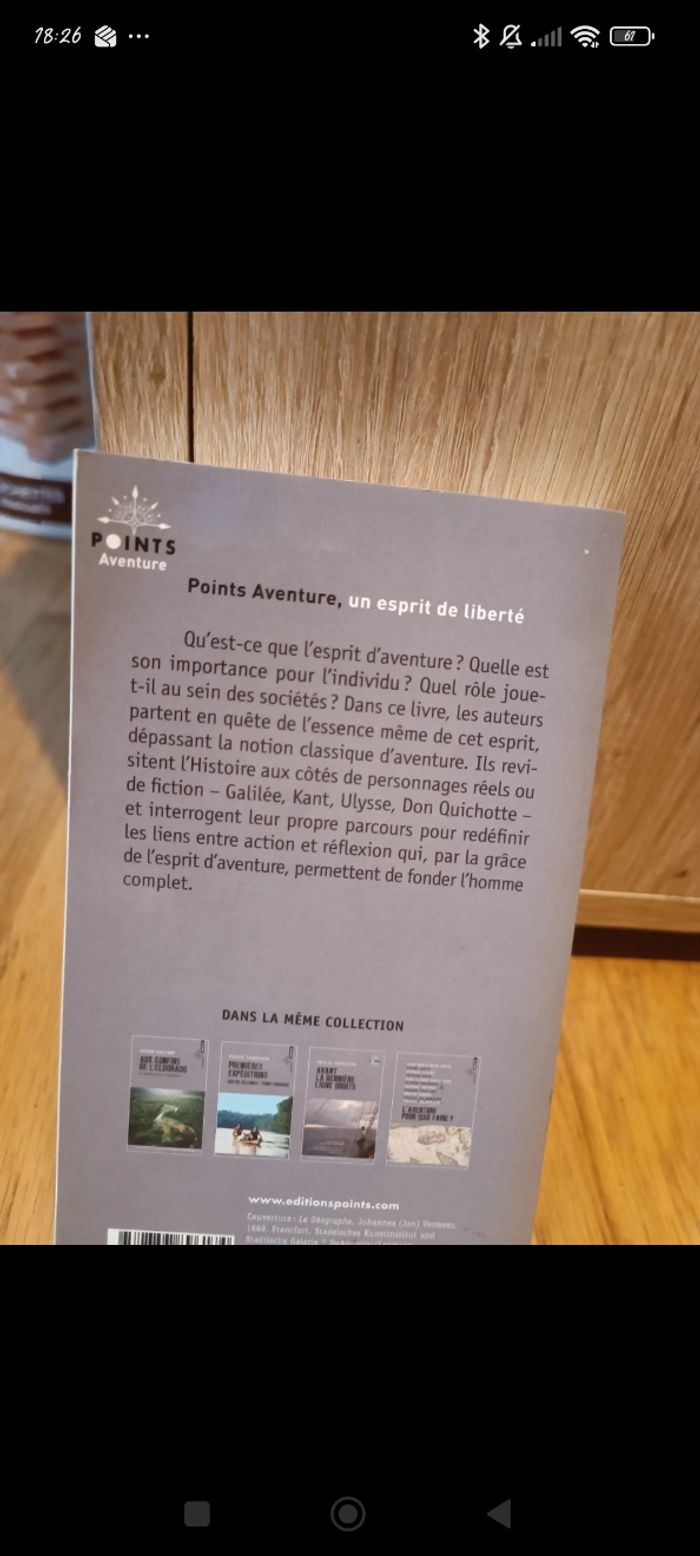 18:26
67
POINTS
Aventure
Points Aventure, un esprit de liberté
Qu'est-ce que l'esprit d'aventure ? Quelle est
son importance pour l'individu ? Quel rôle joue-
t-il au sein des sociétés ? Dans ce livre, les auteurs
partent en quête de l'essence même de cet esprit,
dépassant la notion classique d'aventure. Ils revi-
sitent l'Histoire aux côtés de personnages réels ou
de fiction – Galilée, Kant, Ulysse, Don Quichotte –
et interrogent leur propre parcours pour redéfinir
les liens entre action et réflexion qui, par la grâce
de l'esprit d'aventure, permettent de fonder l'homme
complet.
DANS LA MÊME COLLECTION
AUX CONFINS
DE L'ELDORADO
PREMIÈRES
EXPÉDITIONS
AVANT
LA DERNIÈRE
LIGNE DROITE
L'AVENTURE
POUR QUOI FAIRE ?
www.editionspoints.com
Couverture : Le Géographe, Johannes (Jan) Vermeer,
1669. Francfort, Stadelsches Kunstinstitut und
Stadtische Galerie ©